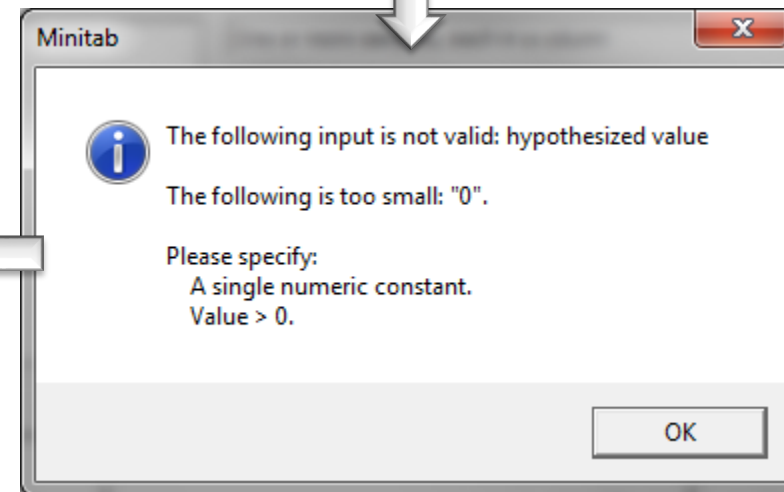 Minitab
The following input is not valid: hypothesized value
The following is too small: "0".
Please specify:
A single numeric constant.
Value > 0.
OK